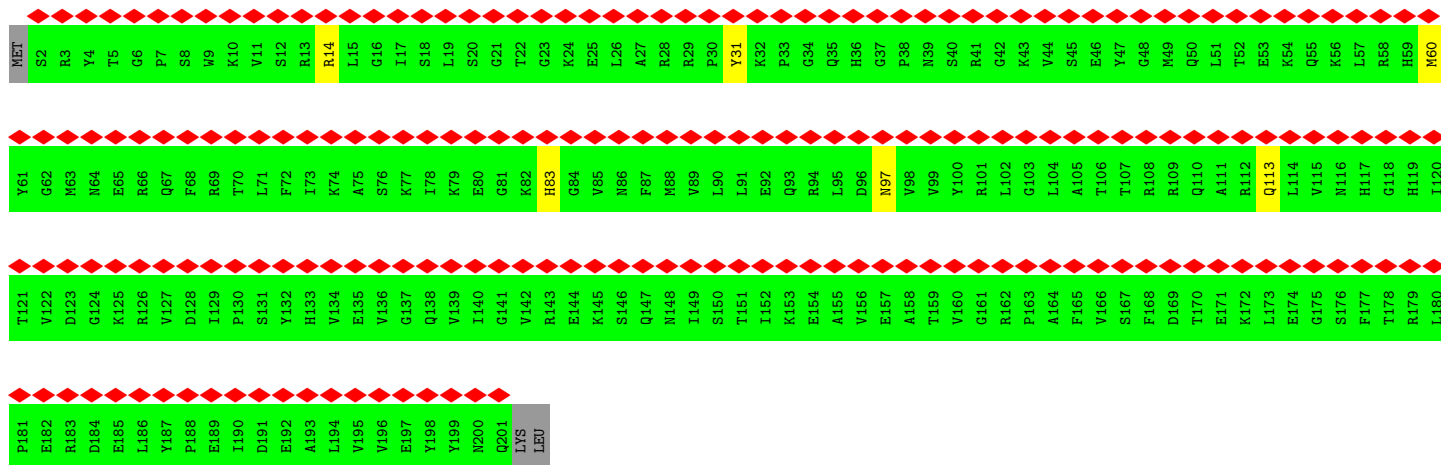 MET S2 R3 Y4 T5 G6 P7 S8 W9 K10 V11 S12 R13 R14 L15 G16 I17 S18 L19 S20 G21 T22 G23 K24 E25 L26 A27 R28 R29 P30 Y31 K32 P33 G34 Q35 H36 G37 P38 N39 S40 R41 G42 K43 V44 S45 E46 Y47 G48 M49 Q50 L51 T52 E53 K54 Q55 K56 L57 R58 H59 M60
Y61 G62 M63 N64 E65 R66 Q67 F68 R69 T70 L71 F72 I73 K74 A75 S76 K77 I78 K79 E80 G81 K82 H83 G84 V85 N86 F87 M88 V89 L90 L91 E92 Q93 R94 L95 D96 N97 V98 V99 Y100 R101 L102 G103 L104 A105 T106 T107 R108 R109 Q110 A111 R112 Q113 L114 V115 N116 H117 G118 H119 I120
T121 V122 D123 G124 K125 R126 V127 D128 I129 P130 S131 Y132 H133 V134 E135 V136 G137 Q138 V139 I140 G141 V142 R143 E144 K145 S146 Q147 N148 I149 S150 T151 I152 K153 E154 A155 V156 E157 A158 T159 V160 G161 R162 P163 A164 F165 V166 S167 F168 D169 T170 E171 K172 L173 E174 G175 S176 F177 T178 R179 L180
P181 E182 R183 D184 E185 L186 Y187 P188 E189 I190 D191 E192 A193 L194 V195 V196 E197 Y198 Y199 N200 Q201 LYS LEU